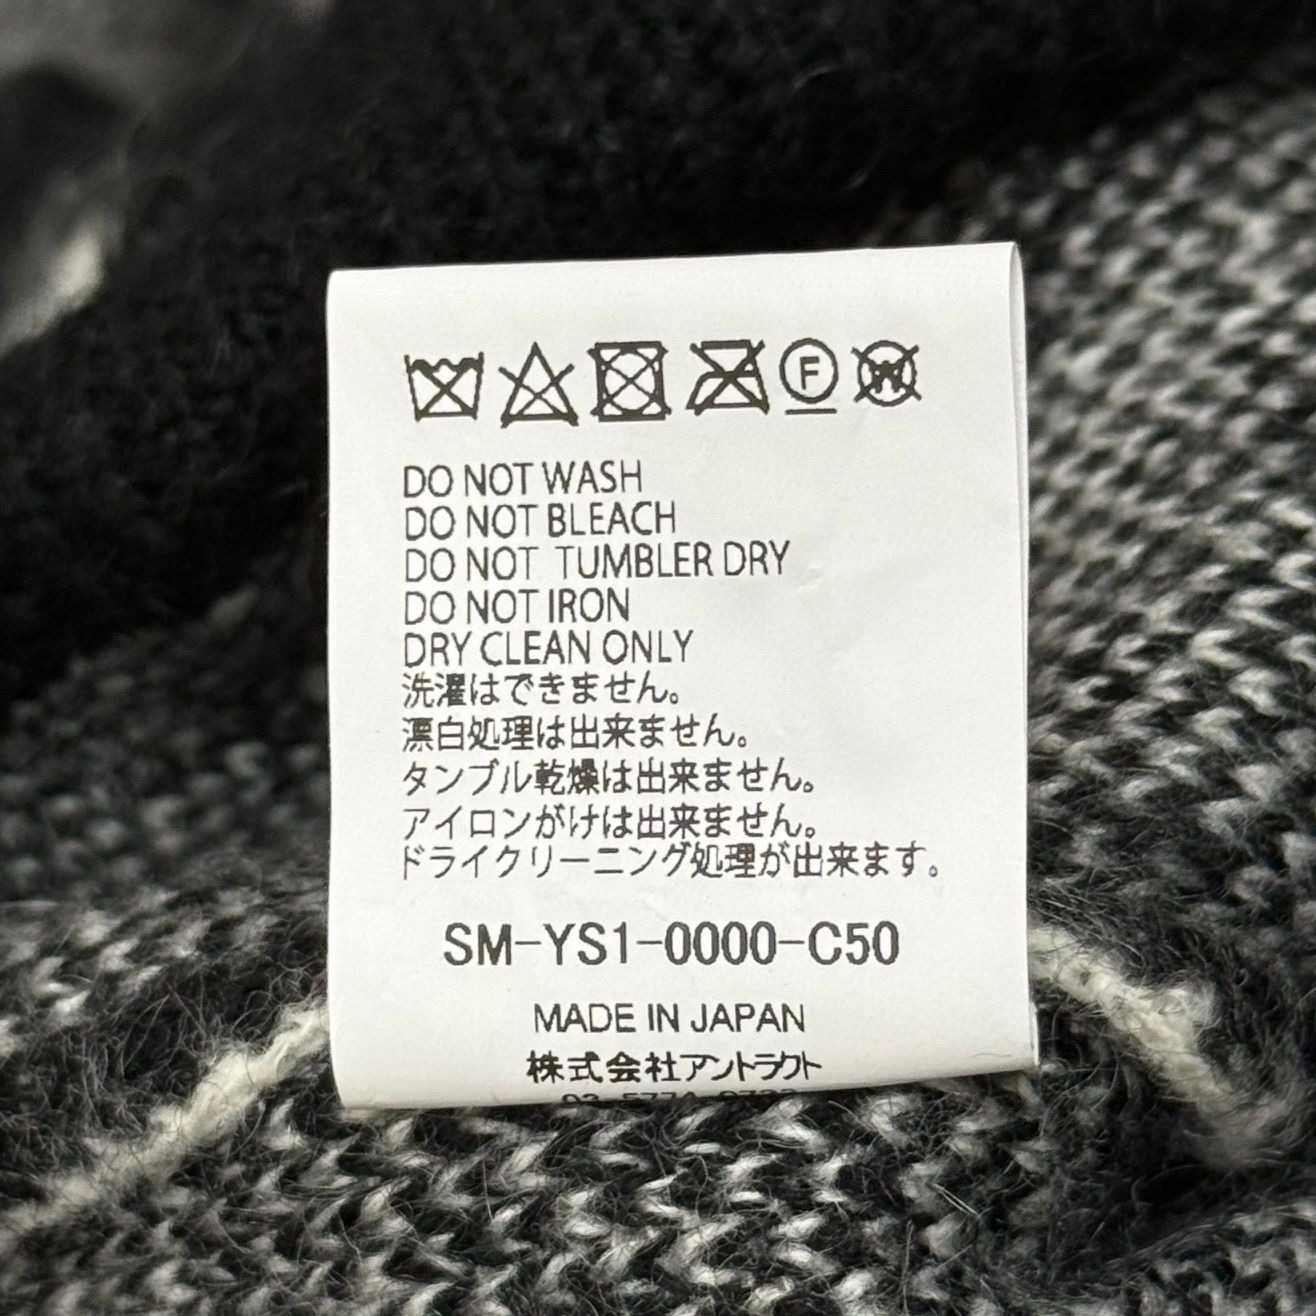 F W
DO NOT WASH
DO NOT BLEACH
DO NOT TUMBLER DRY
DO NOT IRON
DRY CLEAN ONLY
洗濯はできません。
漂白処理は出来ません。
タンブル乾燥は出来ません。
アイロンがけは出来ません。
ドライクリーニング処理が出来ます。
SM-YS1-0000-C50
MADE IN JAPAN
株式会社アントラクト